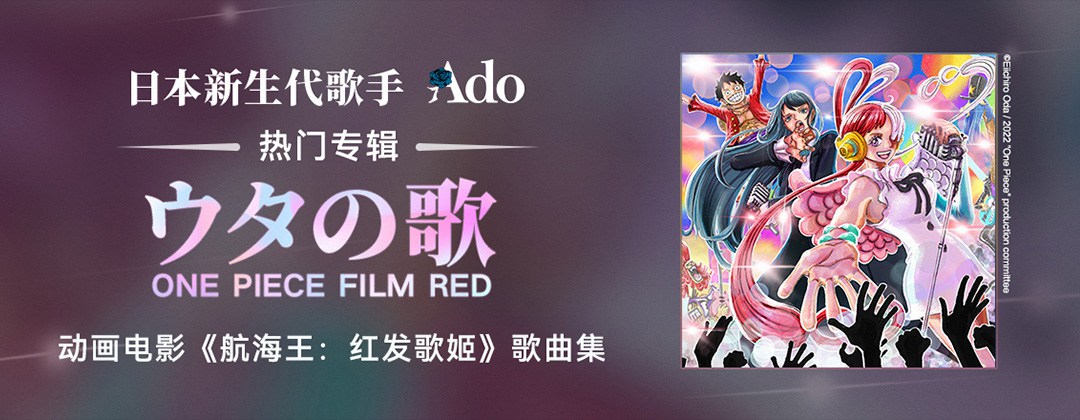 日本新生代歌手 Ado
热门专辑
ウタの歌
ONE PIECE FILM RED
动画电影《航海王：红发歌姬》歌曲集
©Eiichiro Oda / 2022 "One Piece" production committee